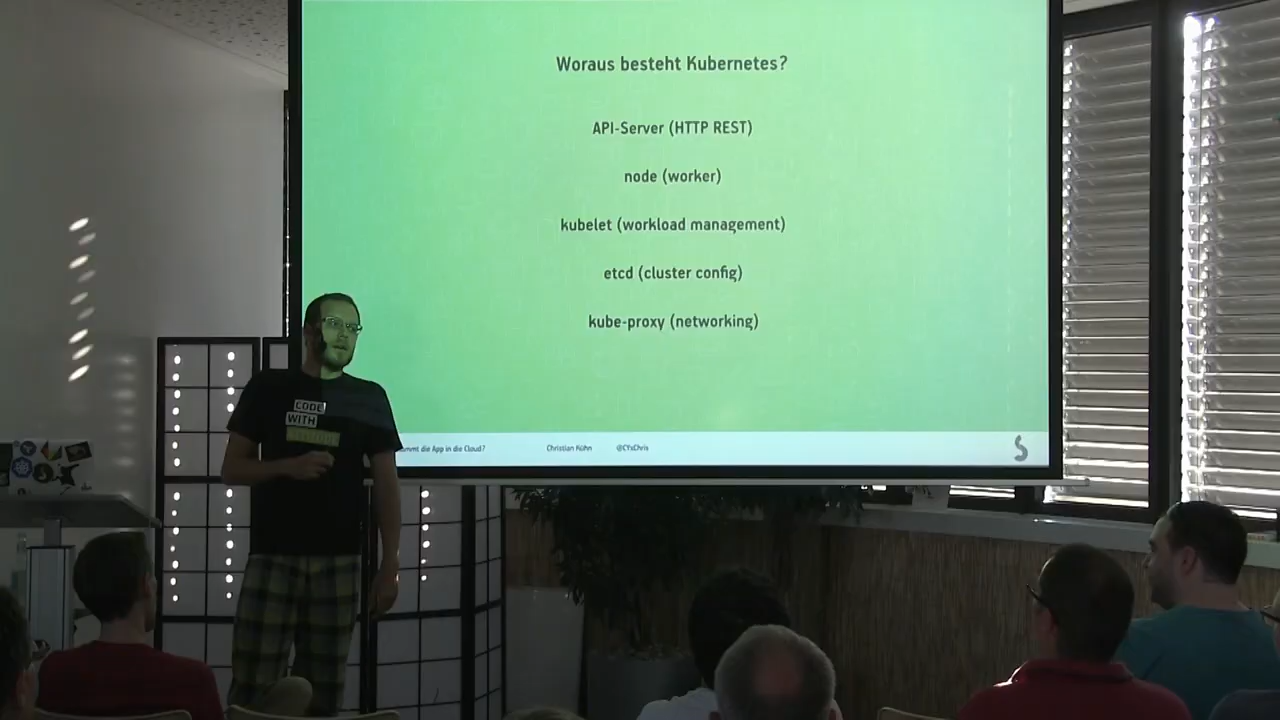 Woraus besteht Kubernetes?
API-Server (HTTP REST)
node (worker)
kubelet (workload management)
etcd (cluster config)
kube-proxy (networking)
ommt die App in die Cloud? Christian Kühn @CYxChris
CODE
WITH